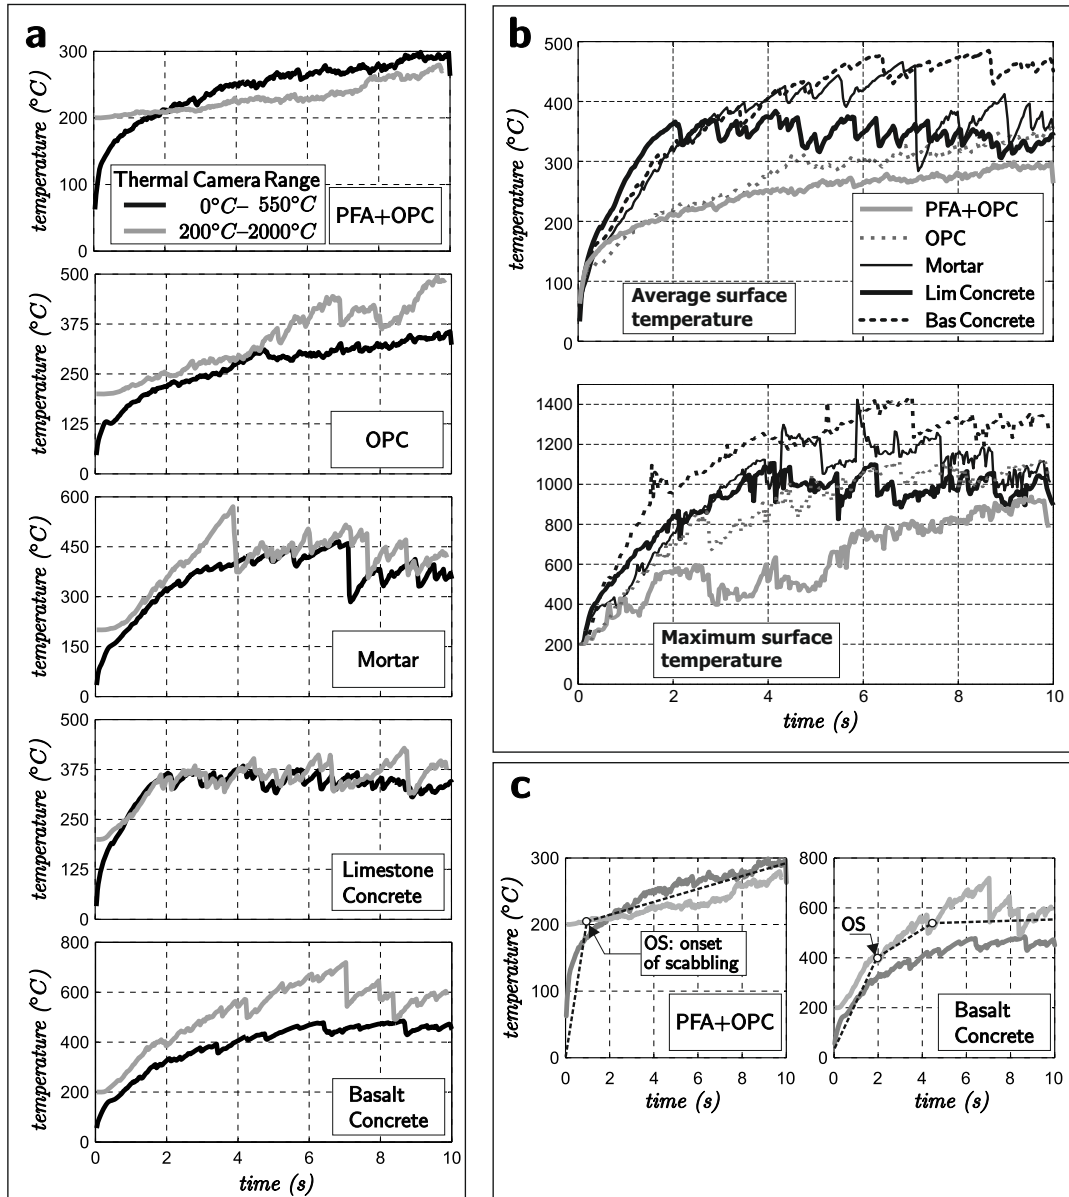 a
300
200
100
0
temperature (°C)
Thermal Camera Range
0°C– 550°C
200°C–2000°C
PFA+OPC
500
375
250
125
0
temperature (°C)
OPC
600
450
300
150
0
temperature (°C)
Mortar
500
375
250
125
0
temperature (°C)
Limestone
Concrete
800
600
400
200
0
temperature (°C)
Basalt
Concrete
0 2 4 6 8 10
time (s)
b
500
400
300
200
100
0
temperature (°C)
Average surface
temperature
PFA+OPC
OPC
Mortar
Lim Concrete
Bas Concrete
1400
1200
1000
800
600
400
200
0
Maximum surface
temperature
0 2 4 6 8 10
time (s)
c
300
200
100
0
temperature (°C)
OS: onset
of scabbling
PFA+OPC
0 2 4 6 8 10
time (s)
800
600
400
200
0
OS
Basalt
Concrete
0 2 4 6 8 10
time (s)